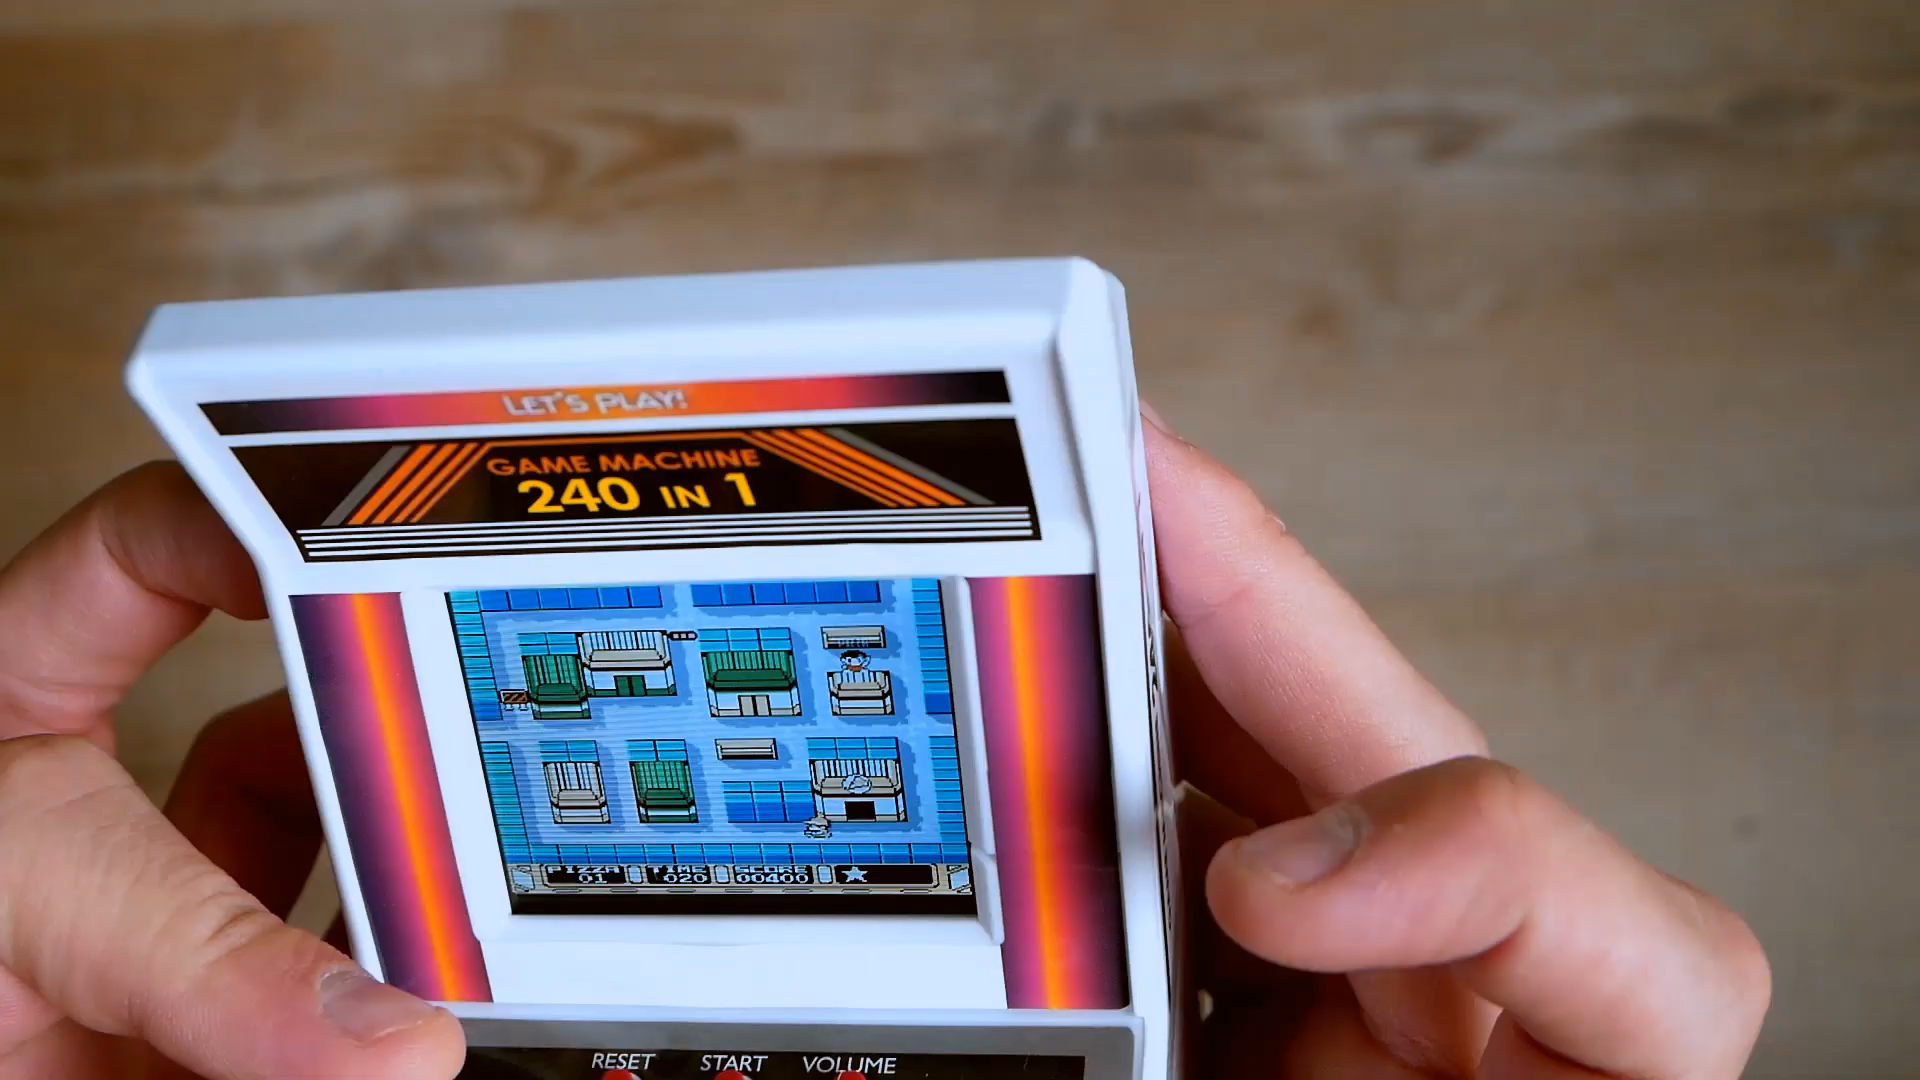 LET'S PLAY!
GAME MACHINE
240 IN 1
PIZZA TIME SCORE
01 020 00400
RESET START VOLUME